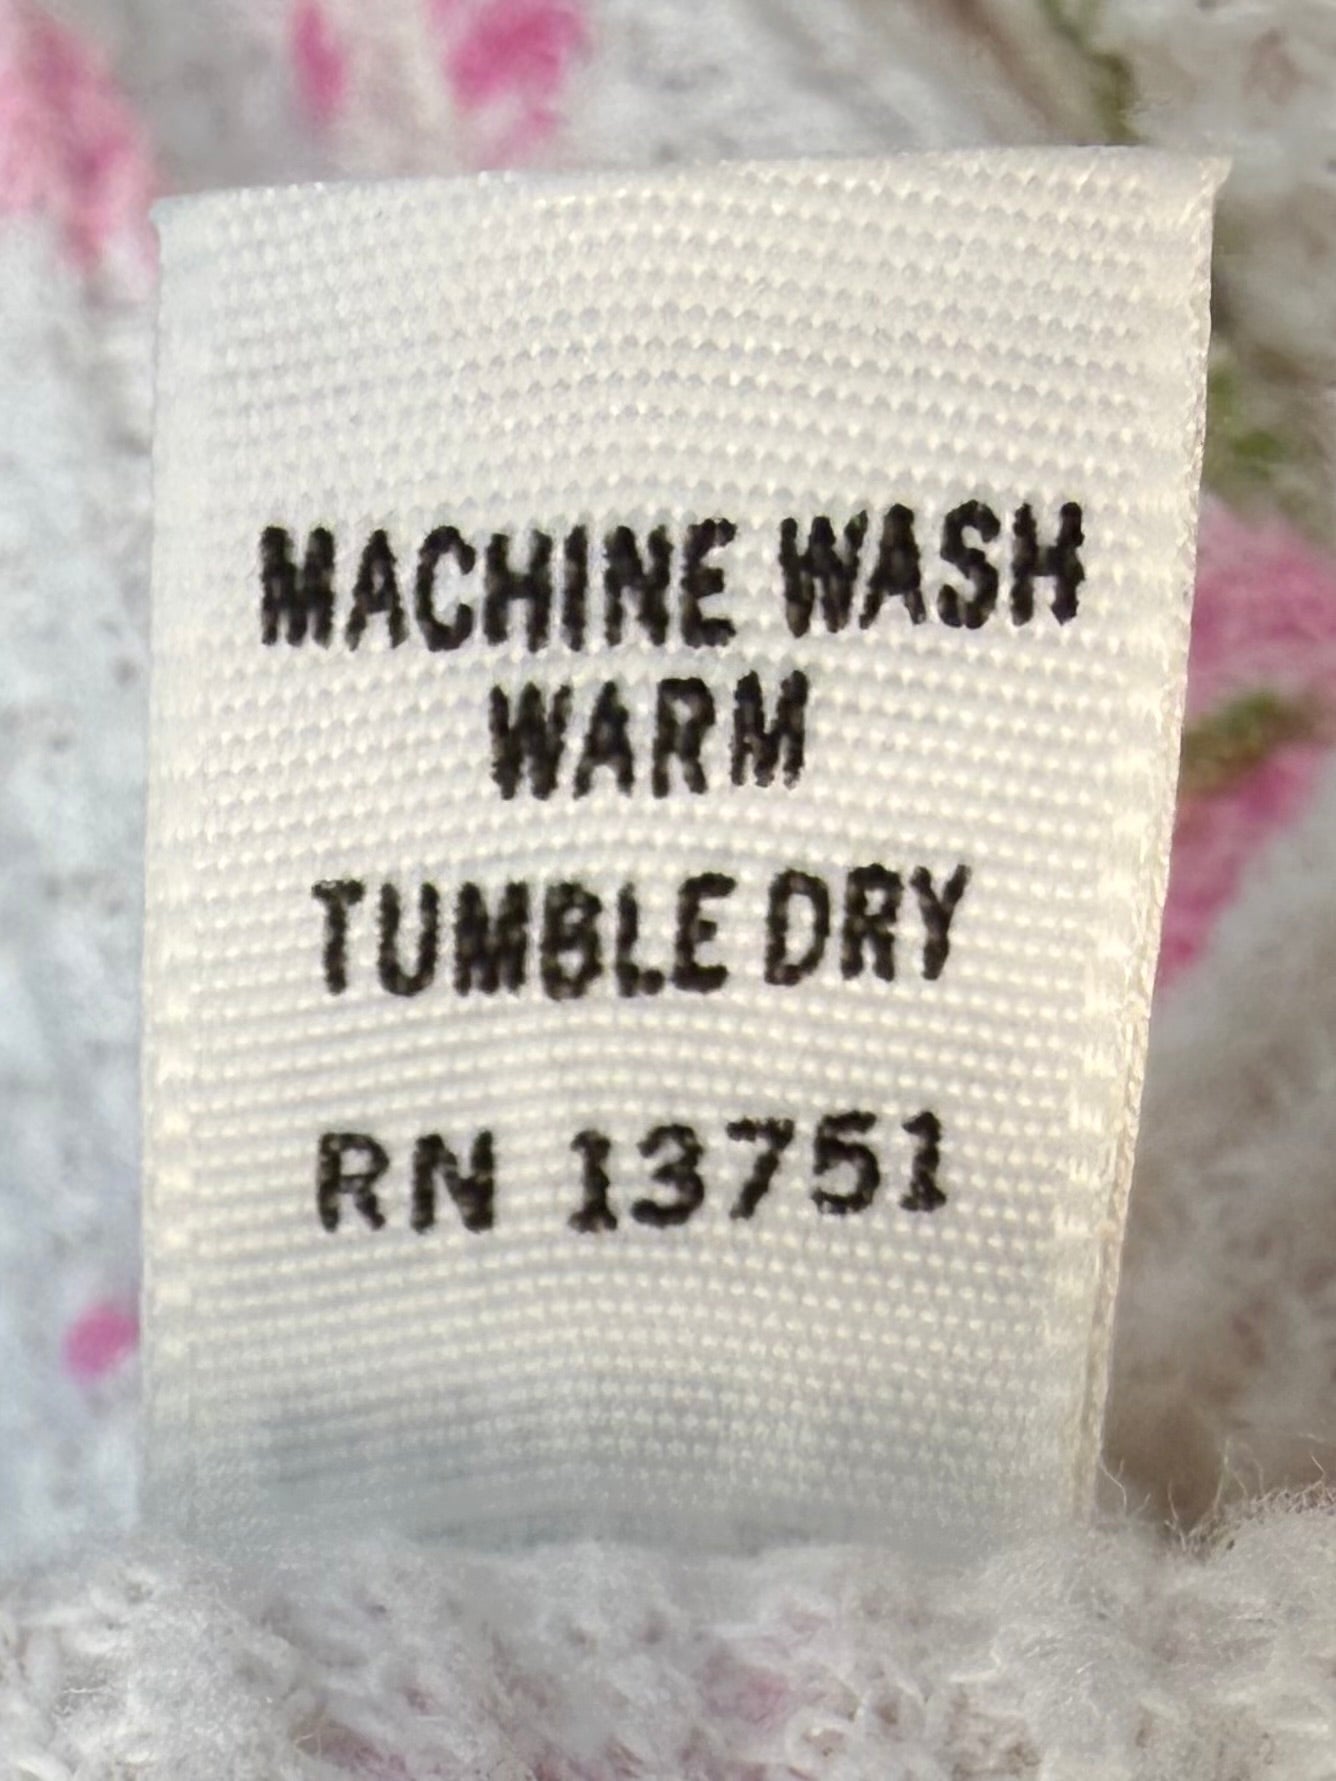 MACHINE WASH
WARM
TUMBLE DRY
RN 13751